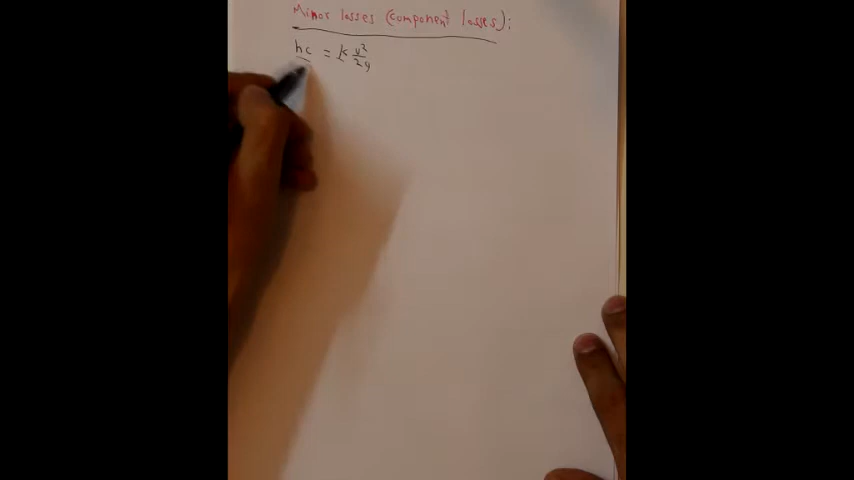 Minor losses (component losses):
hc = k v²/2g